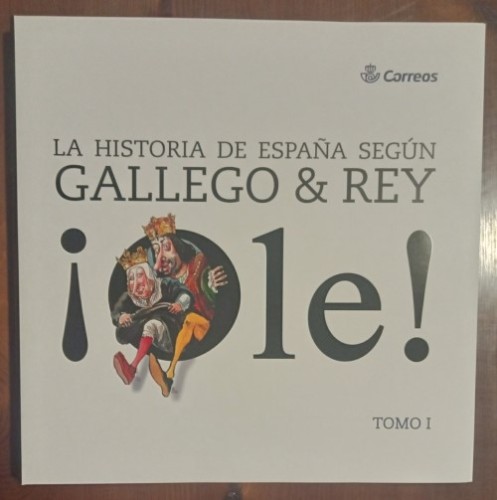 Correos
LA HISTORIA DE ESPAÑA SEGÚN
GALLEGO & REY
¡Ole!
TOMO I